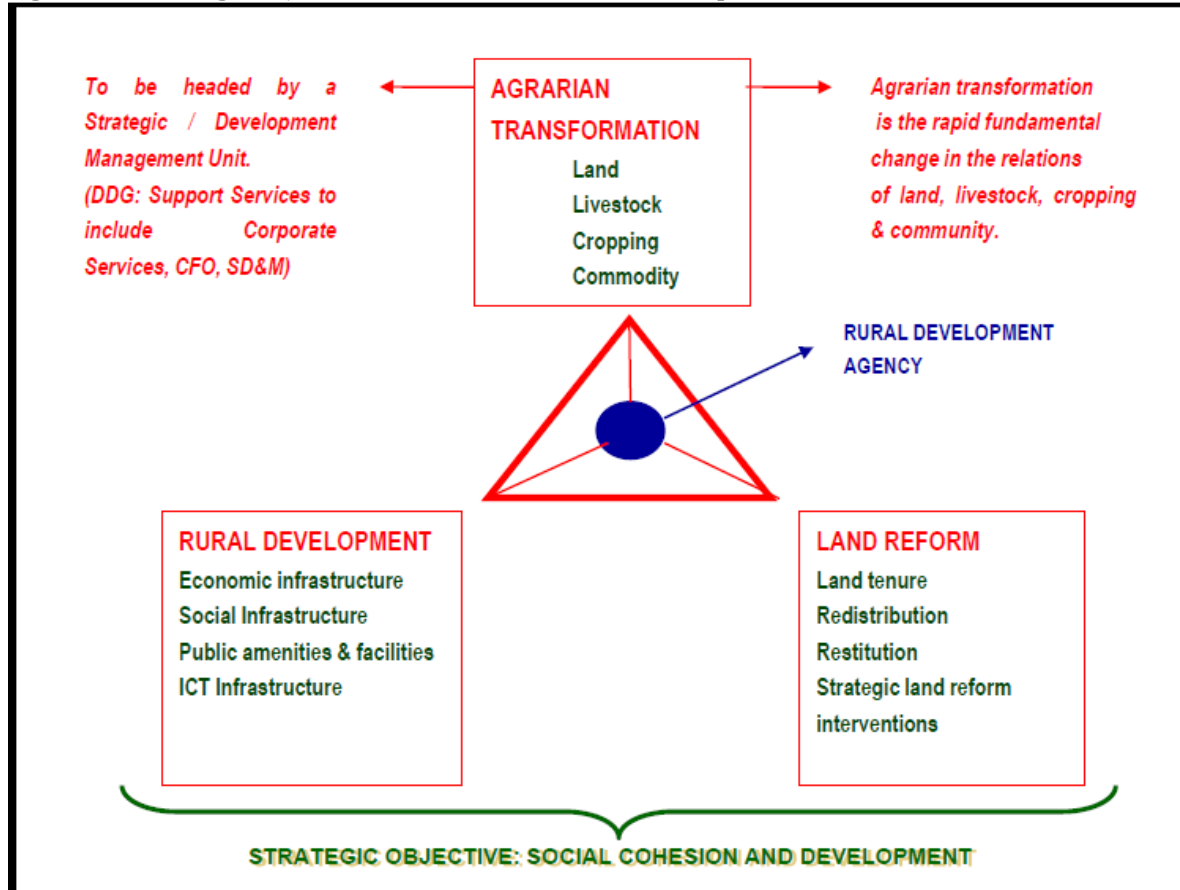 To be headed by a
Strategic / Development
Management Unit.
(DDG: Support Services to
include Corporate
Services, CFO, SD&M)
AGRARIAN
TRANSFORMATION
Land
Livestock
Cropping
Commodity
Agrarian transformation
is the rapid fundamental
change in the relations
of land, livestock, cropping
& community.
RURAL DEVELOPMENT
AGENCY
RURAL DEVELOPMENT
Economic infrastructure
Social Infrastructure
Public amenities & facilities
ICT Infrastructure
LAND REFORM
Land tenure
Redistribution
Restitution
Strategic land reform
interventions
STRATEGIC OBJECTIVE: SOCIAL COHESION AND DEVELOPMENT